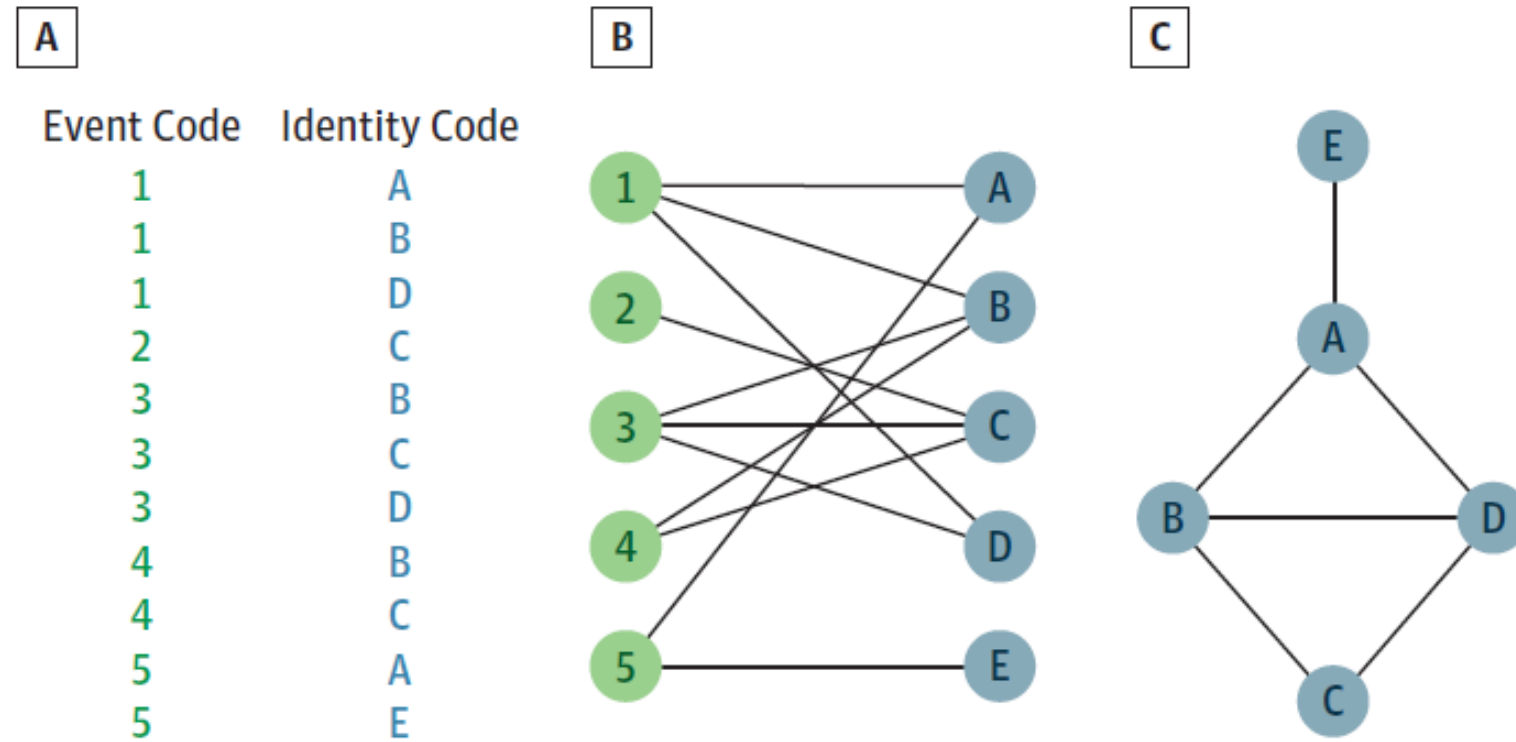 A
Event Code Identity Code
1 A
1 B
1 D
2 C
3 B
3 C
3 D
4 B
4 C
5 A
5 E
B
1 A
2 B
3 C
4 D
5 E
C
E
A
B D
C